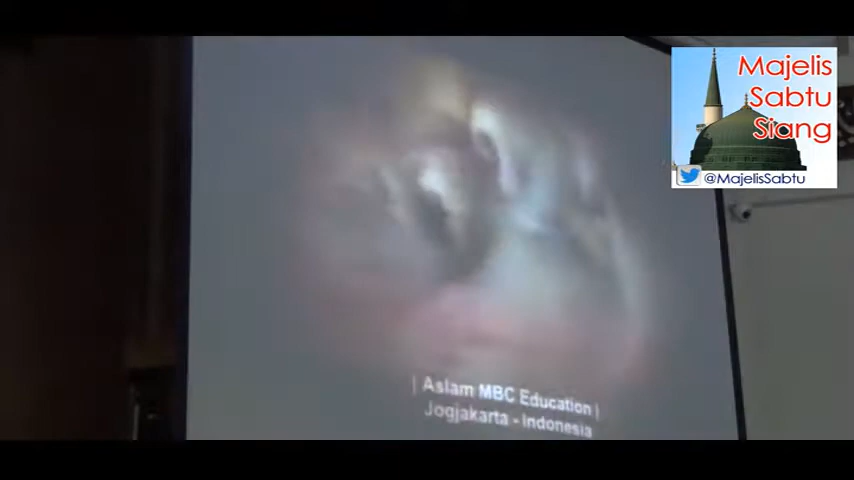 Majelis
Sabtu
Siang
@MajelisSabtu
| Aslam MBC Education |
Jogjakarta - Indonesia